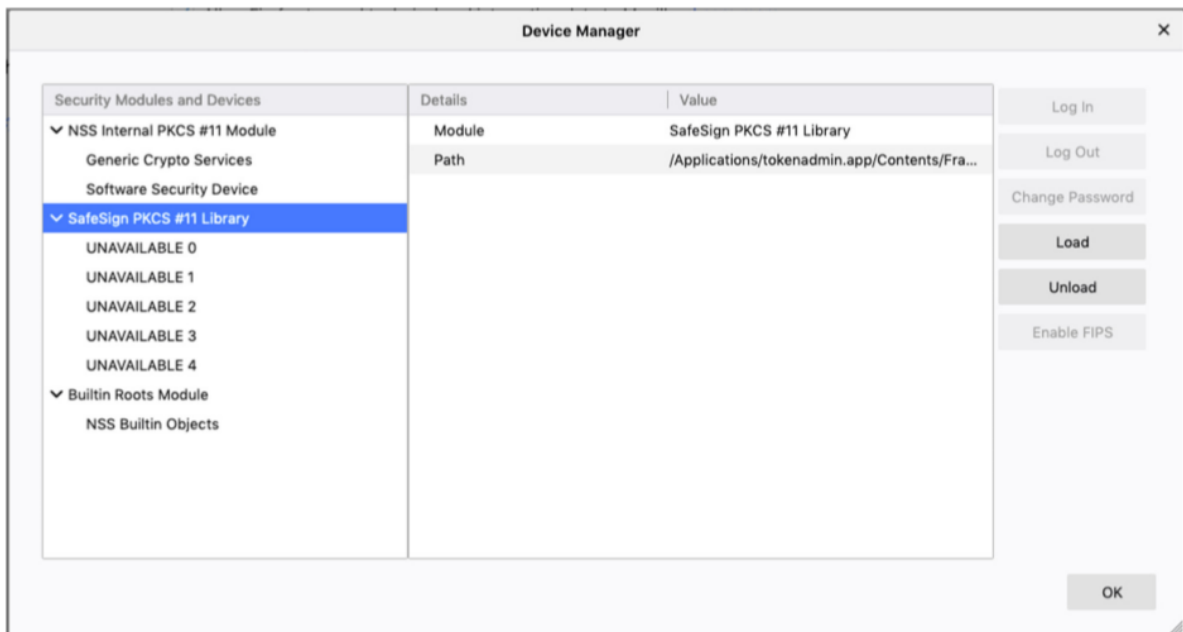 Device Manager
Security Modules and Devices
NSS Internal PKCS #11 Module
Generic Crypto Services
Software Security Device
SafeSign PKCS #11 Library
UNAVAILABLE 0
UNAVAILABLE 1
UNAVAILABLE 2
UNAVAILABLE 3
UNAVAILABLE 4
Builtin Roots Module
NSS Builtin Objects
Details Value
Module SafeSign PKCS #11 Library
Path /Applications/tokenadmin.app/Contents/Fra...
Log In
Log Out
Change Password
Load
Unload
Enable FIPS
OK